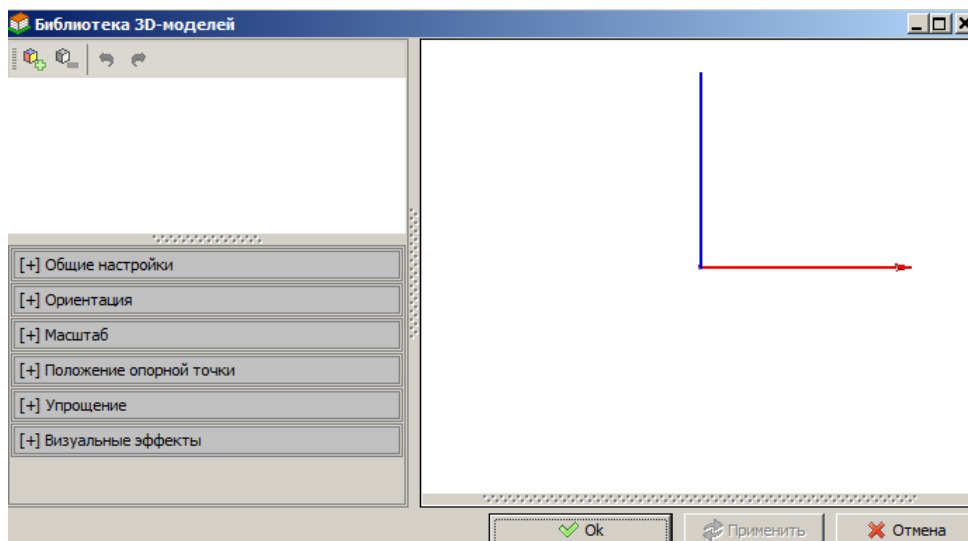 Библиотека 3D-моделей
[+] Общие настройки
[+] Ориентация
[+] Масштаб
[+] Положение опорной точки
[+] Упрощение
[+] Визуальные эффекты
Ok Применить Отмена